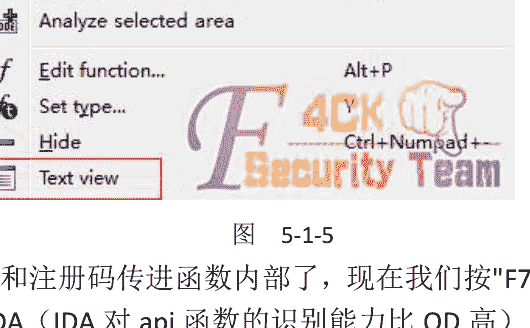 Analyze selected area
Edit function... Alt+P
Set type... Y
Hide Ctrl+Numpad+-
Text view
F 4CK
Security Team
图 5-1-5
和注册码传进函数内部了，现在我们按"F7
IDA（IDA 对 api 函数的识别能力比 OD 高）